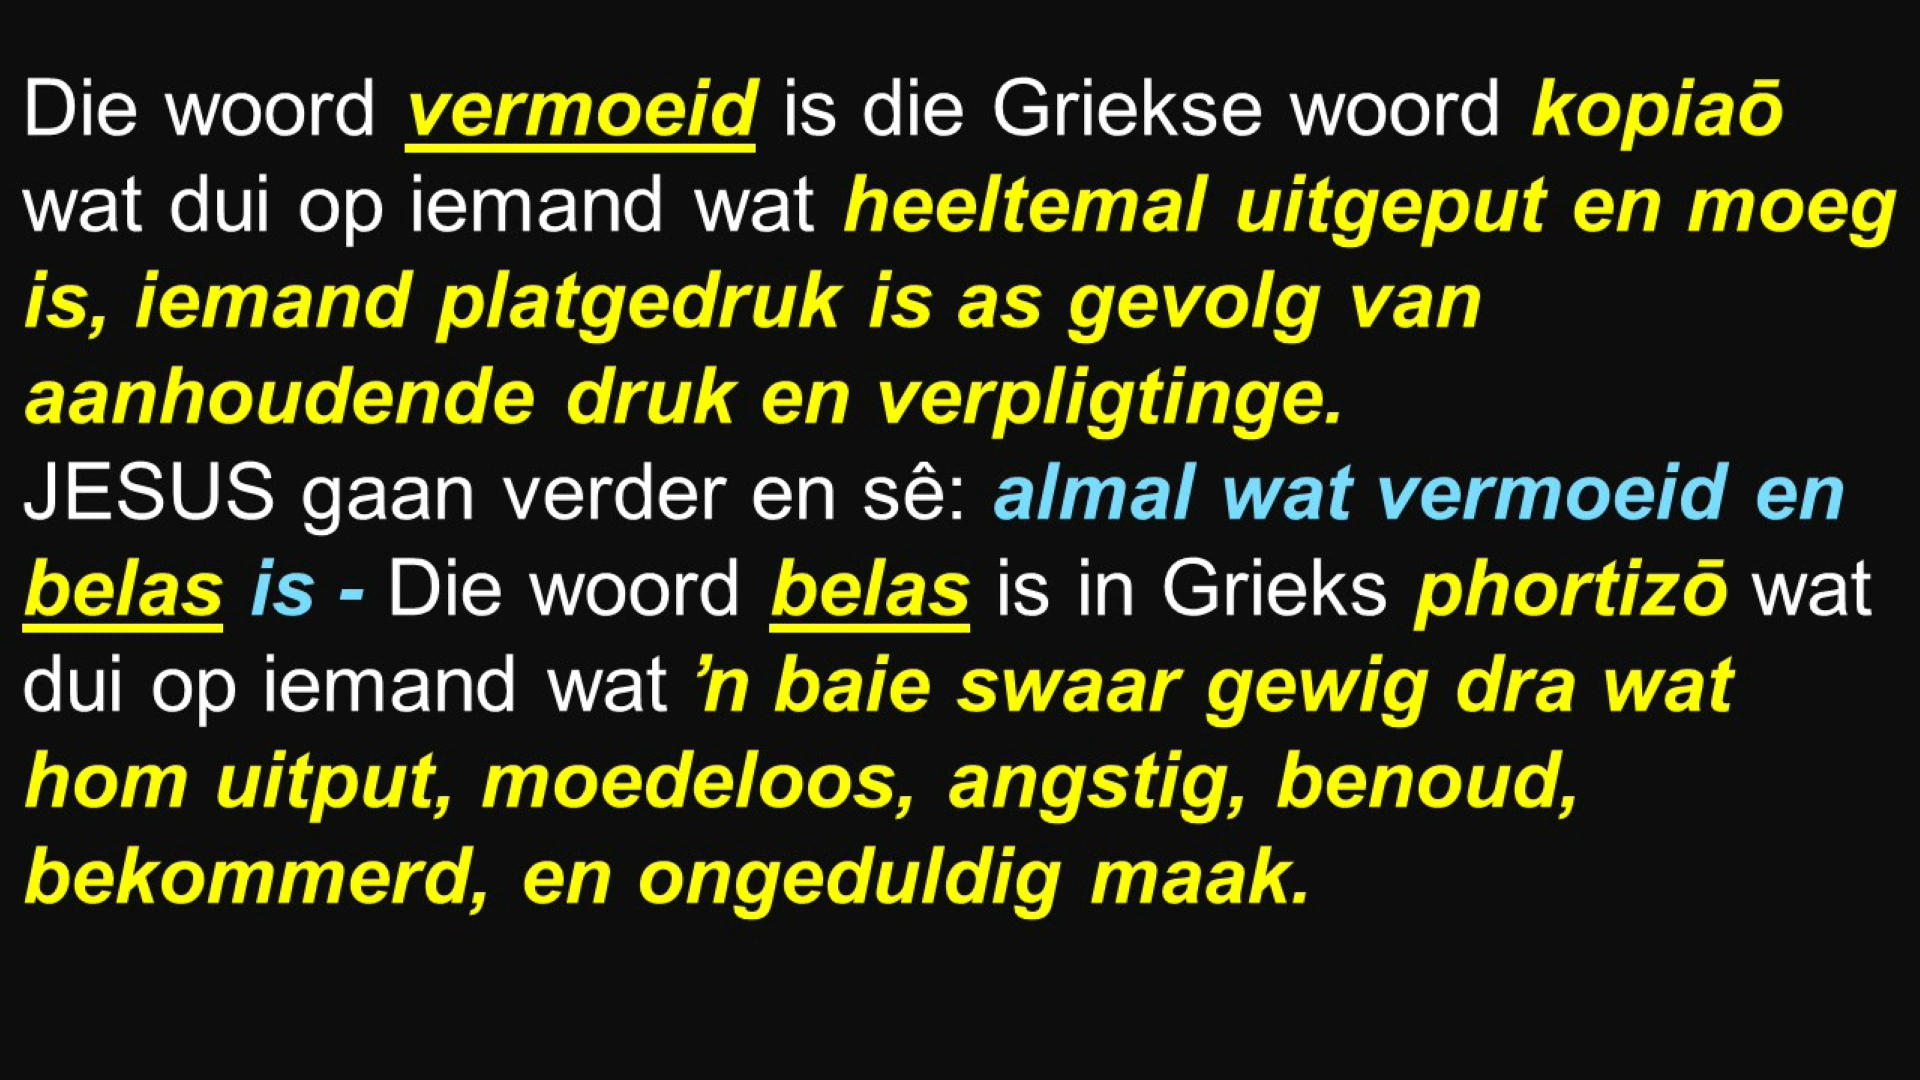 Die woord vermoeid is die Griekse woord kopiaō
wat dui op iemand wat heeltemal uitgeput en moeg
is, iemand platgedruk is as gevolg van
aanhoudende druk en verpligtinge.
JESUS gaan verder en sê: almal wat vermoeid en
belas is - Die woord belas is in Grieks phortizō wat
dui op iemand wat ’n baie swaar gewig dra wat
hom uitput, moedeloos, angstig, benoud,
bekommerd, en ongeduldig maak.